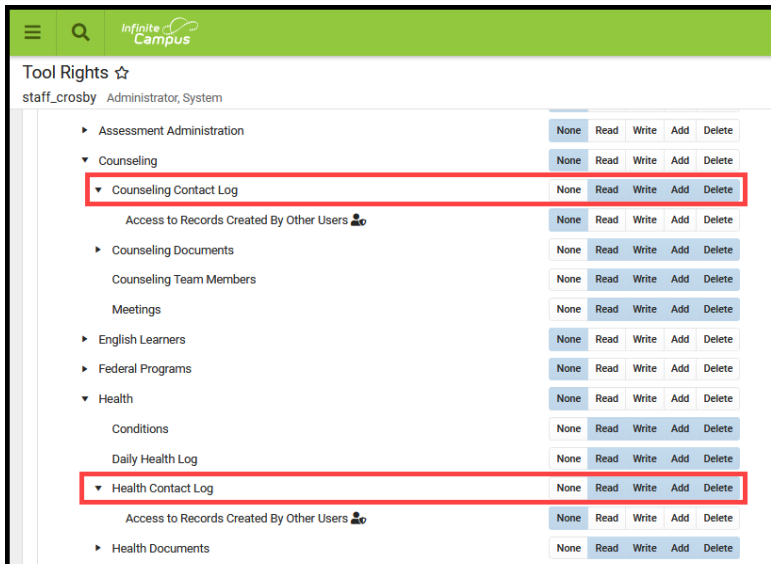 Infinite
Campus
Tool Rights
staff_crosby Administrator, System
Assessment Administration None Read Write Add Delete
Counseling None Read Write Add Delete
Counseling Contact Log None Read Write Add Delete
Access to Records Created By Other Users None Read Write Add Delete
Counseling Documents None Read Write Add Delete
Counseling Team Members None Read Write Add Delete
Meetings None Read Write Add Delete
English Learners None Read Write Add Delete
Federal Programs None Read Write Add Delete
Health None Read Write Add Delete
Conditions None Read Write Add Delete
Daily Health Log None Read Write Add Delete
Health Contact Log None Read Write Add Delete
Access to Records Created By Other Users None Read Write Add Delete
Health Documents None Read Write Add Delete